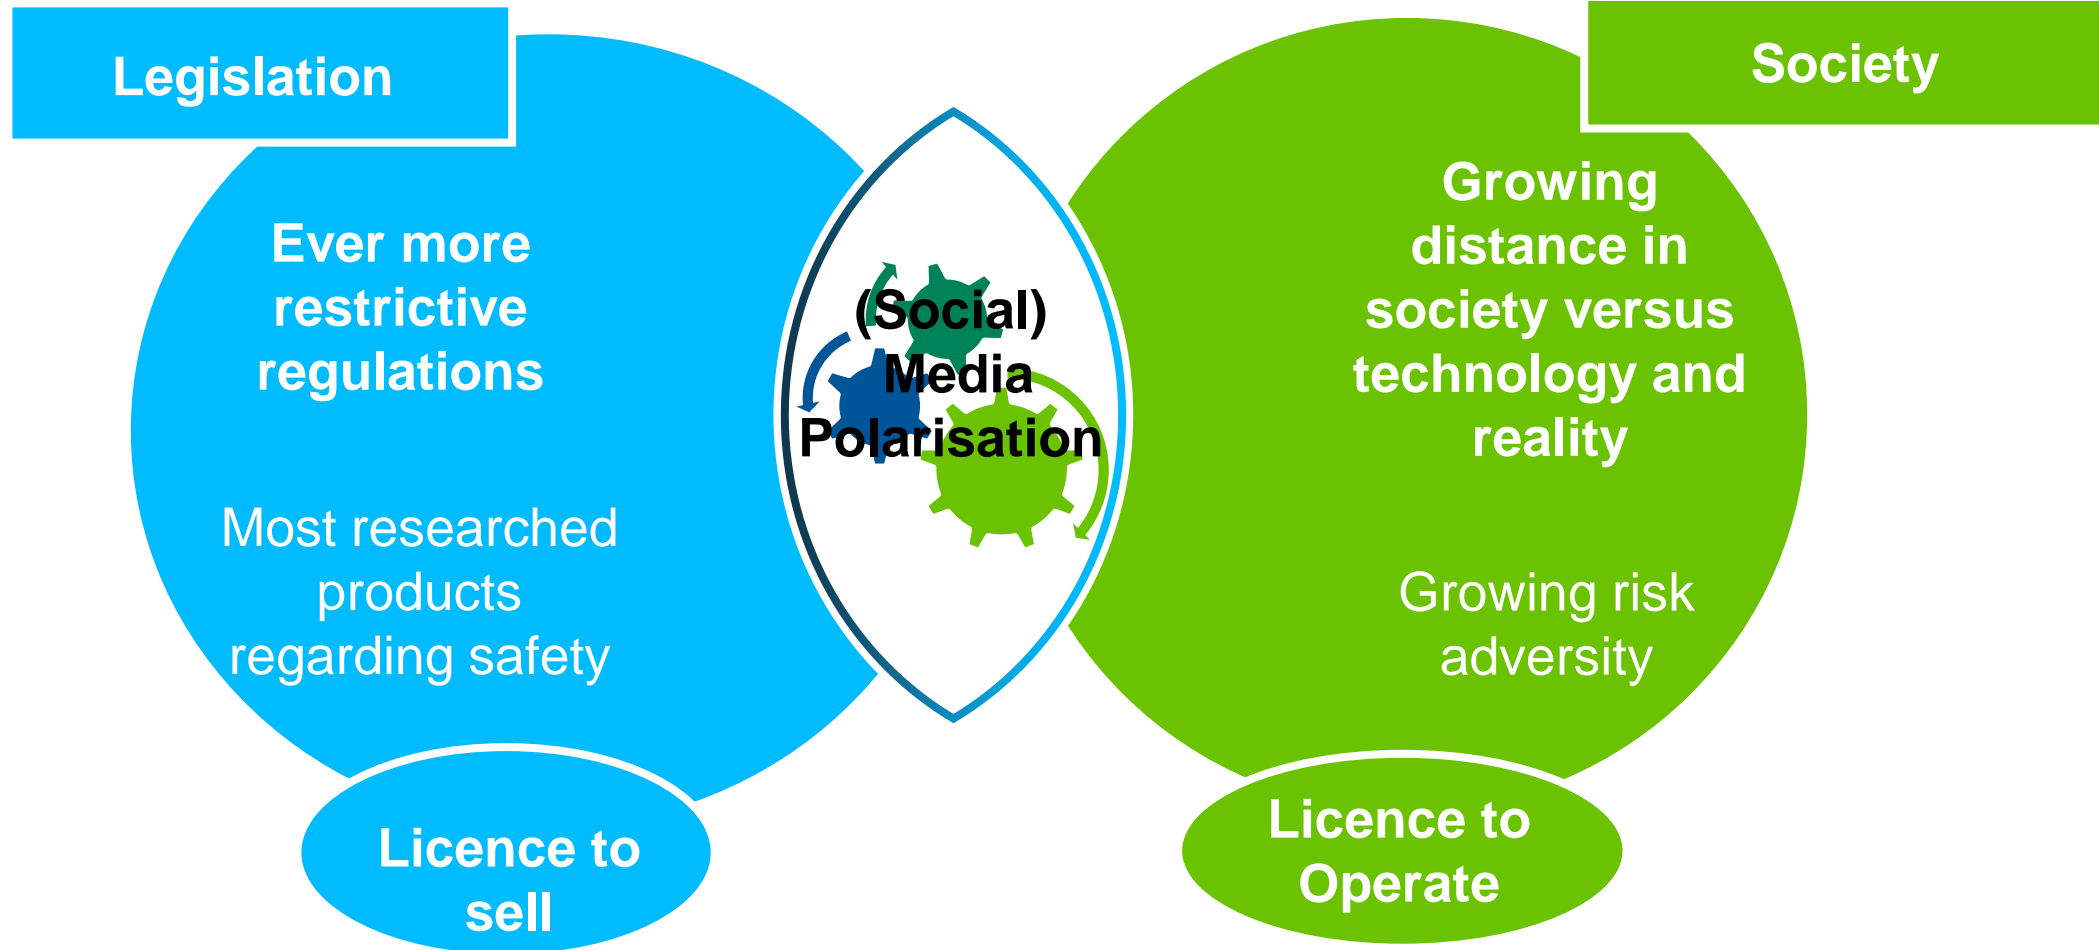 Legislation
Ever more
restrictive
regulations
Most researched
products
regarding safety
Licence to
sell
(Social)
Media
Polarisation
Society
Growing
distance in
society versus
technology and
reality
Growing risk
adversity
Licence to
Operate